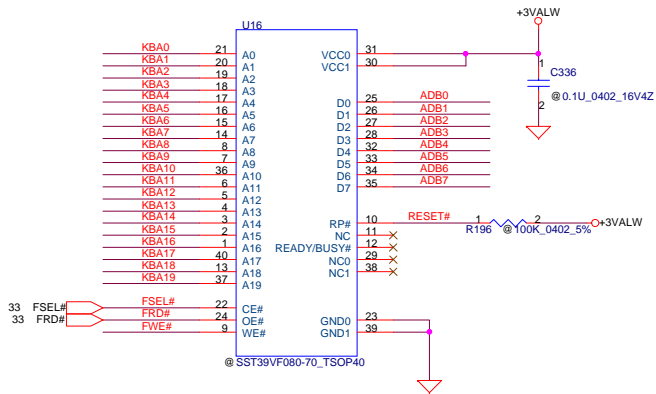 U16
+3VALW
KBA0 21 A0 VCC0 31
KBA1 20 A1 VCC1 30
KBA2 19 A2
KBA3 18 A3
KBA4 17 A4 D0 25 ADB0
KBA5 16 A5 D1 26 ADB1
KBA6 15 A6 D2 27 ADB2
KBA7 14 A7 D3 28 ADB3
KBA8 8 A8 D4 32 ADB4
KBA9 7 A9 D5 33 ADB5
KBA10 36 A10 D6 34 ADB6
KBA11 6 A11 D7 35 ADB7
KBA12 5 A12
KBA13 4 A13
KBA14 3 A14 RP# 10 RESET#
KBA15 2 A15 NC 11
KBA16 1 A16 READY/BUSY# 12
KBA17 40 A17 NC0 29
KBA18 13 A18 NC1 38
KBA19 37 A19
1
C336
@0.1U_0402_16V4Z
2
1 2 +3VALW
R196 @100K_0402_5%
33 FSEL# FSEL# 22 CE# GND0 23
33 FRD# FRD# 24 OE# GND1 39
FWE# 9 WE#
@SST39VF080-70_TSOP40